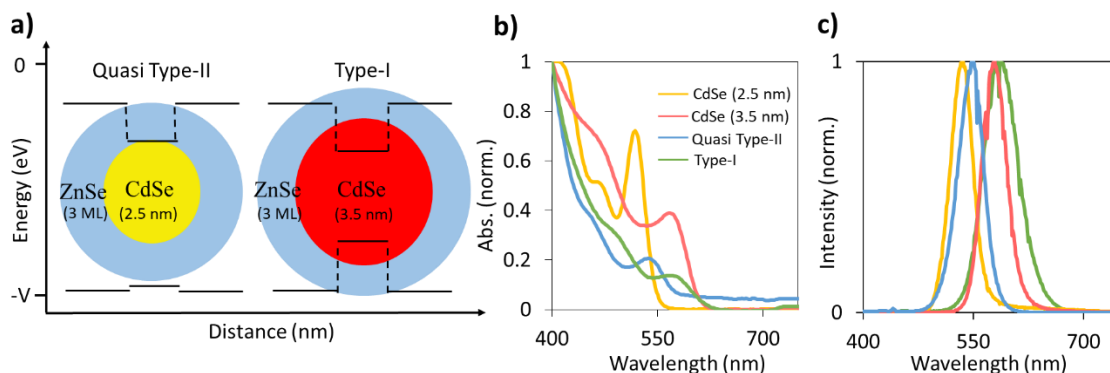 a)
Energy (eV)
0
-V
Quasi Type-II
Type-I
ZnSe
(3 ML)
CdSe
(2.5 nm)
ZnSe
(3 ML)
CdSe
(3.5 nm)
Distance (nm)
b)
Abs. (norm.)
1
0.8
0.6
0.4
0.2
0
CdSe (2.5 nm)
CdSe (3.5 nm)
Quasi Type-II
Type-I
400
550
700
Wavelength (nm)
c)
Intensity (norm.)
1
0
400
550
700
Wavelength (nm)